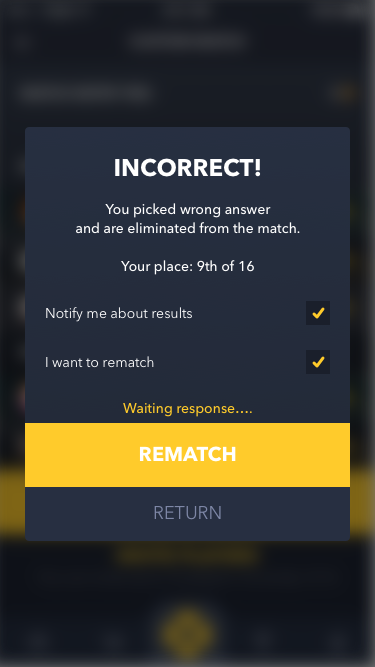 INCORRECT!
You picked wrong answer
and are eliminated from the match.
Your place: 9th of 16
Notify me about results
I want to rematch
Waiting response....
REMATCH
RETURN